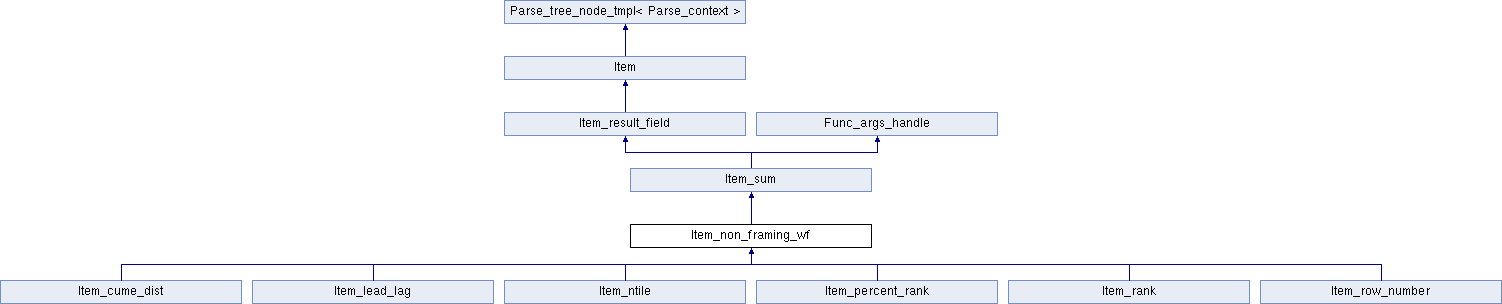 Parse_tree_node_tmpl< Parse_context >
Item
Item_result_field
Func_args_handle
Item_sum
Item_non_framing_wf
Item_cume_dist
Item_lead_lag
Item_ntile
Item_percent_rank
Item_rank
Item_row_number